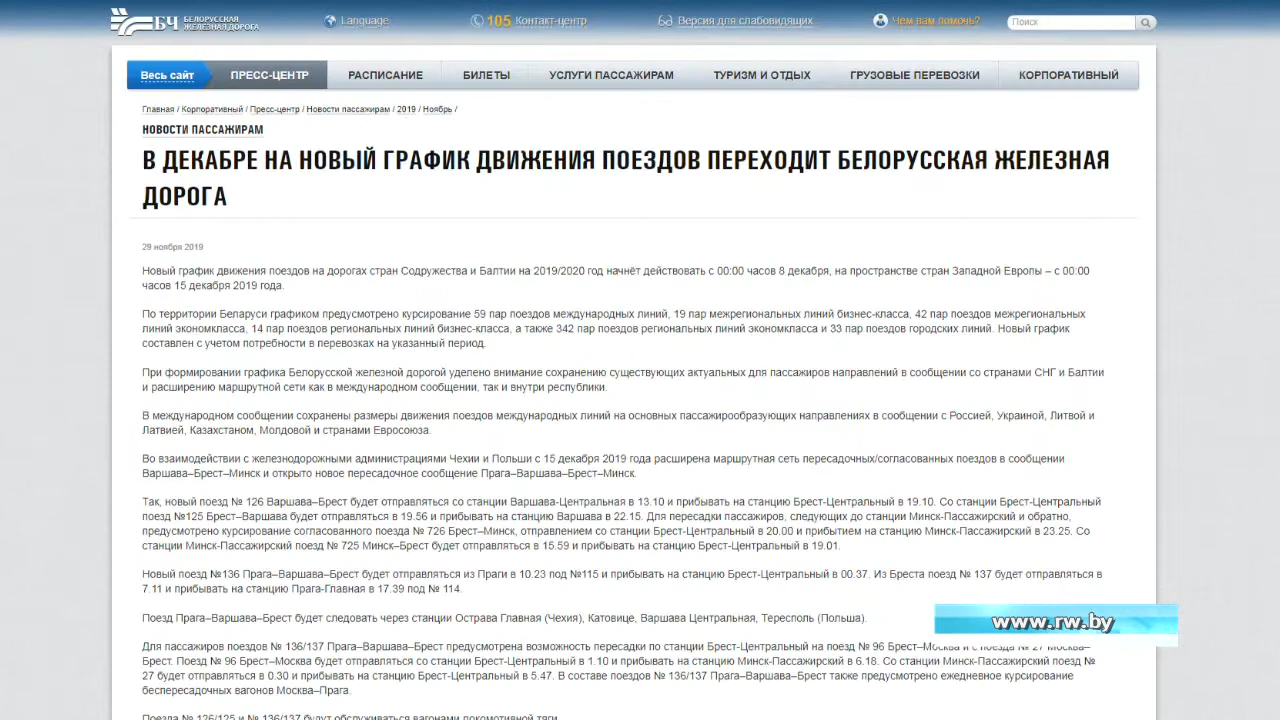 БЧ БЕЛОРУССКАЯ ЖЕЛЕЗНАЯ ДОРОГА
Language
105 Контакт-центр
Версия для слабовидящих
Чем вам помочь?
Поиск
Весь сайт ПРЕСС-ЦЕНТР РАСПИСАНИЕ БИЛЕТЫ УСЛУГИ ПАССАЖИРАМ ТУРИЗМ И ОТДЫХ ГРУЗОВЫЕ ПЕРЕВОЗКИ КОРПОРАТИВНЫЙ
Главная / Корпоративный / Пресс-центр / Новости пассажирам / 2019 / Ноябрь /
НОВОСТИ ПАССАЖИРАМ
В ДЕКАБРЕ НА НОВЫЙ ГРАФИК ДВИЖЕНИЯ ПОЕЗДОВ ПЕРЕХОДИТ БЕЛОРУССКАЯ ЖЕЛЕЗНАЯ
ДОРОГА
29 ноября 2019
Новый график движения поездов на дорогах стран Содружества и Балтии на 2019/2020 год начнёт действовать с 00:00 часов 8 декабря, на пространстве стран Западной Европы – с 00:00
часов 15 декабря 2019 года.
По территории Беларуси графиком предусмотрено курсирование 59 пар поездов международных линий, 19 пар межрегиональных линий бизнес-класса, 42 пар поездов межрегиональных
линий экономкласса, 14 пар поездов региональных линий бизнес-класса, а также 342 пар поездов региональных линий экономкласса и 33 пар поездов городских линий. Новый график
составлен с учетом потребности в перевозках на указанный период.
При формировании графика Белорусской железной дорогой уделено внимание сохранению существующих актуальных для пассажиров направлений в сообщении со странами СНГ и Балтии
и расширению маршрутной сети как в международном сообщении, так и внутри республики.
В международном сообщении сохранены размеры движения поездов международных линий на основных пассажирообразующих направлениях в сообщении с Россией, Украиной, Литвой и
Латвией, Казахстаном, Молдовой и странами Евросоюза.
Во взаимодействии с железнодорожными администрациями Чехии и Польши с 15 декабря 2019 года расширена маршрутная сеть пересадочных/согласованных поездов в сообщении
Варшава–Брест–Минск и открыто новое пересадочное сообщение Прага–Варшава–Брест–Минск.
Так, новый поезд № 126 Варшава–Брест будет отправляться со станции Варшава-Центральная в 13.10 и прибывать на станцию Брест-Центральный в 19.10. Со станции Брест-Центральный
поезд №125 Брест–Варшава будет отправляться в 19.56 и прибывать на станцию Варшава в 22.15. Для пересадки пассажиров, следующих до станции Минск-Пассажирский и обратно,
предусмотрено курсирование согласованного поезда № 726 Брест–Минск, отправлением со станции Брест-Центральный в 20.00 и прибытием на станцию Минск-Пассажирский в 23.25. Со
станции Минск-Пассажирский поезд № 725 Минск–Брест будет отправляться в 15.59 и прибывать на станцию Брест-Центральный в 19.01.
Новый поезд №136 Прага–Варшава–Брест будет отправляться из Праги в 10.23 под №115 и прибывать на станцию Брест-Центральный в 00.37. Из Бреста поезд № 137 будет отправляться в
7.11 и прибывать на станцию Прага-Главная в 17.39 под № 114.
Поезд Прага–Варшава–Брест будет следовать через станции Острава Главная (Чехия), Катовице, Варшава Центральная, Тересполь (Польша).
www.rw.by
Для пассажиров поездов № 136/137 Прага–Варшава–Брест предусмотрена возможность пересадки по станции Брест-Центральный на поезд № 96 Брест–Москва и с поезда № 27 Москва–
Брест. Поезд № 96 Брест–Москва будет отправляться со станции Брест-Центральный в 1.10 и прибывать на станцию Минск-Пассажирский в 6.18. Со станции Минск-Пассажирский поезд №
27 будет отправляться в 0.30 и прибывать на станцию Брест-Центральный в 5.47. В составе поездов № 136/137 Прага–Варшава–Брест также предусмотрено ежедневное курсирование
беспересадочных вагонов Москва–Прага.
Поезда № 126/125 и № 136/137 будут обслуживаться вагонами локомотивной тяги